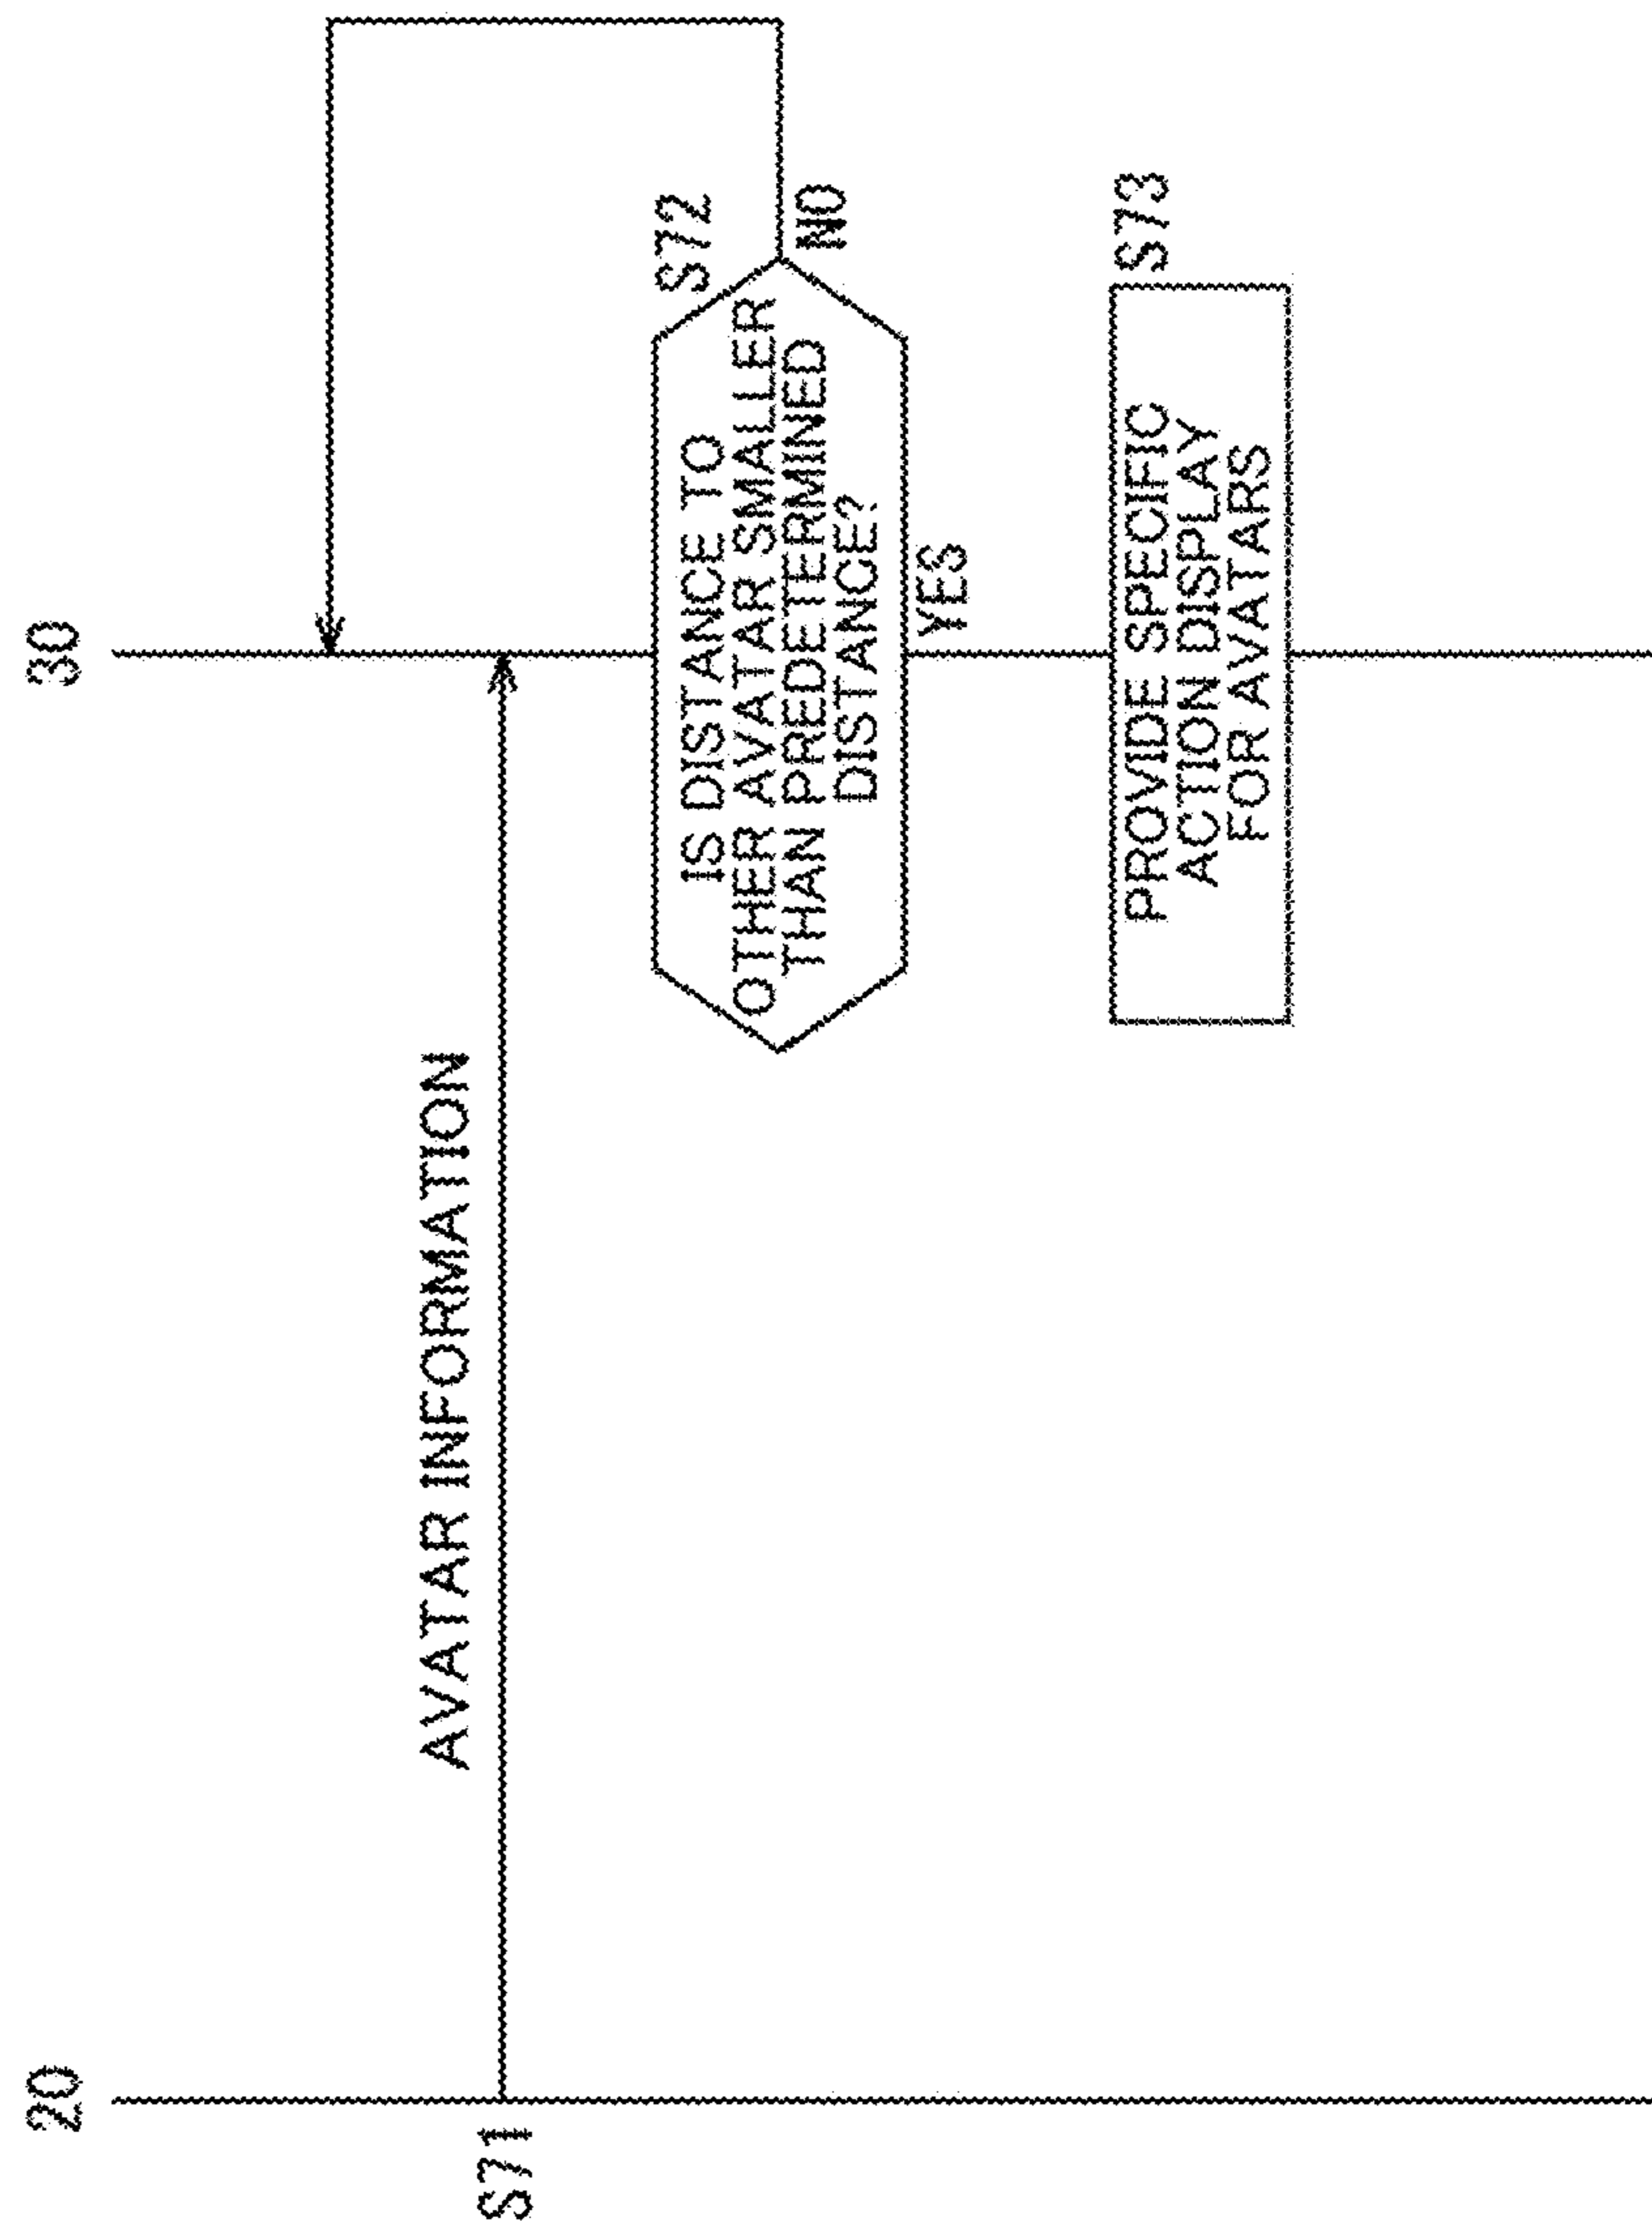 20
30
S71
AVATAR INFORMATION
S72
IS DISTANCE TO
OTHER AVATAR SMALLER
THAN PREDETERMINED
DISTANCE?
NO
YES
S73
PROVIDE SPECIFIC
ACTION DISPLAY
FOR AVATARS